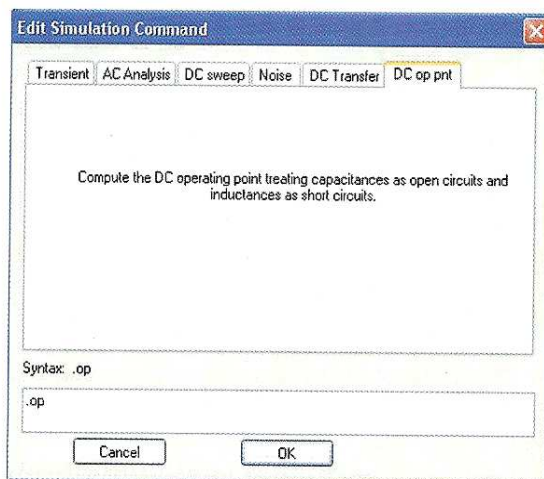 Edit Simulation Command
Transient AC Analysis DC sweep Noise DC Transfer DC op pnt
Compute the DC operating point treating capacitances as open circuits and
inductances as short circuits.
Syntax: .op
.op
Cancel OK